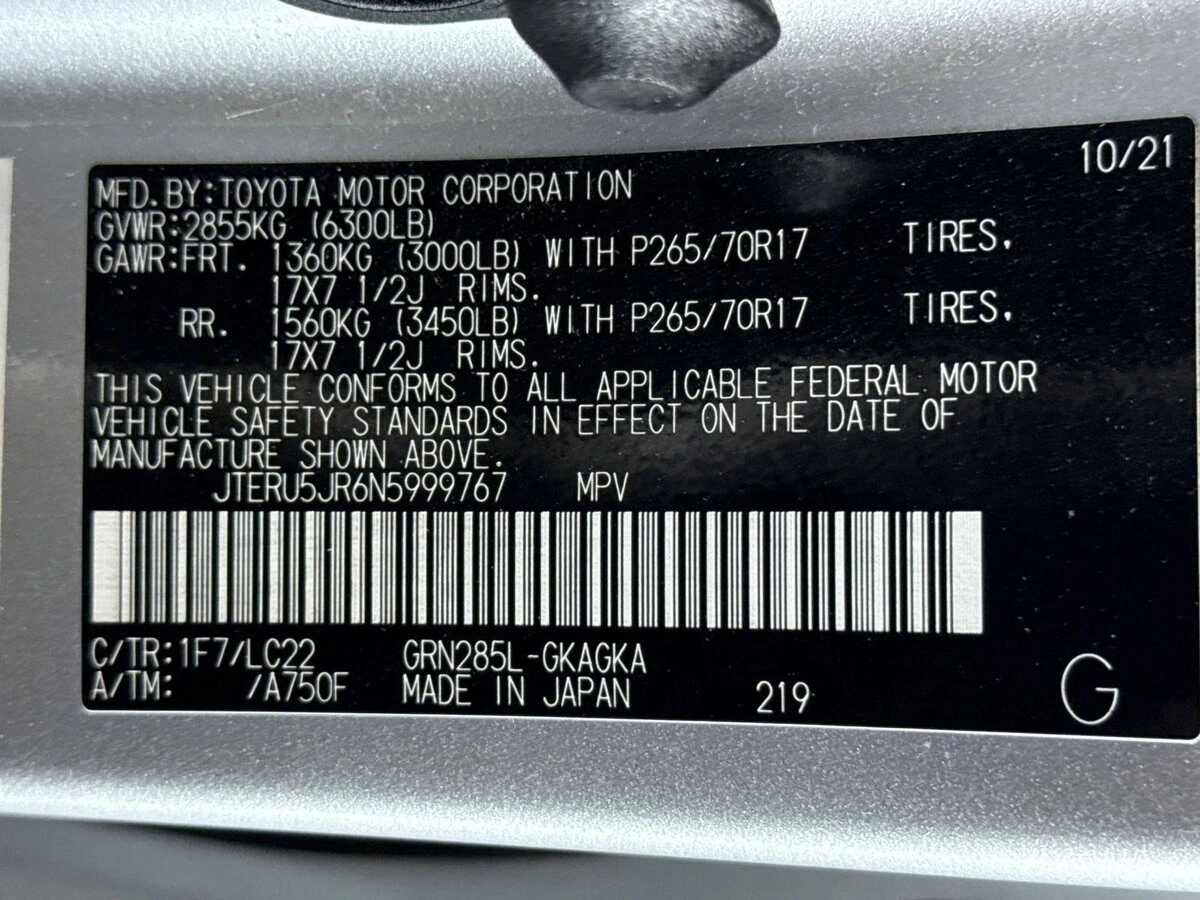 10/21
MFD.BY:TOYOTA MOTOR CORPORATION
GVWR:2855KG (6300LB)
GAWR:FRT. 1360KG (3000LB) WITH P265/70R17 TIRES.
17X7 1/2J RIMS.
RR. 1560KG (3450LB) WITH P265/70R17 TIRES.
17X7 1/2J RIMS.
THIS VEHICLE CONFORMS TO ALL APPLICABLE FEDERAL MOTOR
VEHICLE SAFETY STANDARDS IN EFFECT ON THE DATE OF
MANUFACTURE SHOWN ABOVE.
JTERU5JR6N5999767 MPV
C/TR:1F7/LC22 GRN285L-GKAGKA
A/TM: /A750F MADE IN JAPAN 219 G